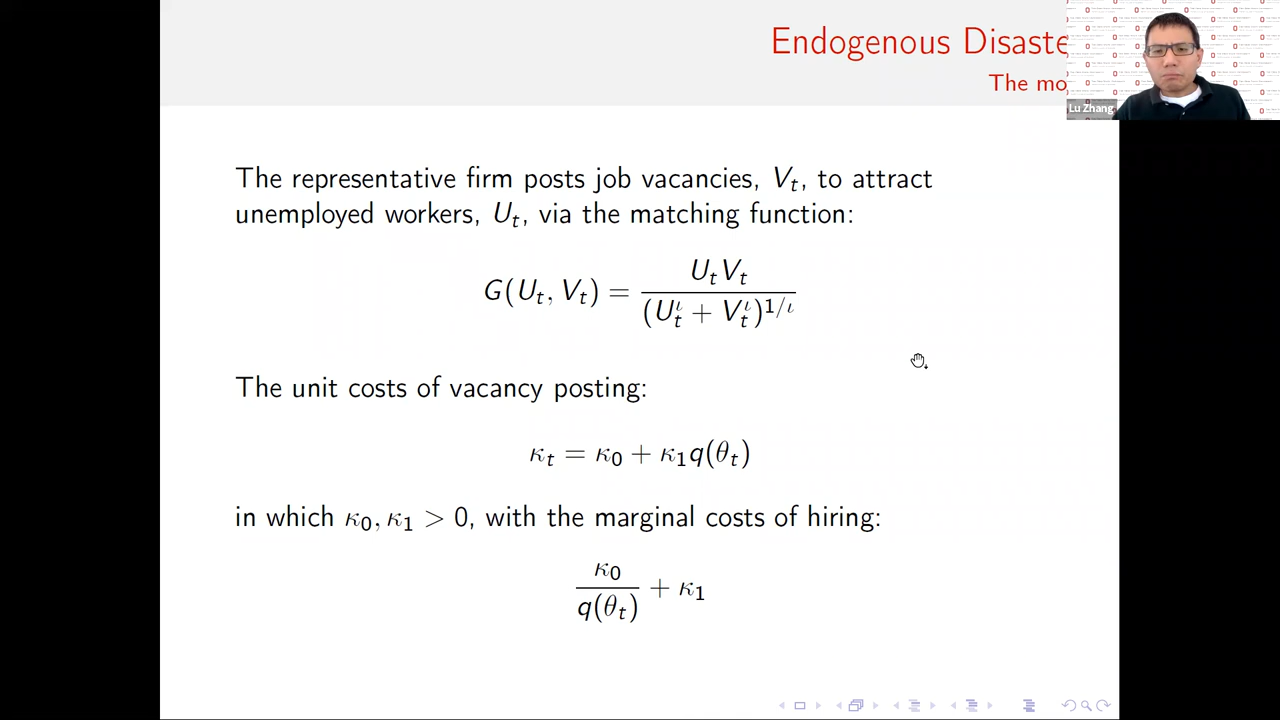 Endogenous Disaste
The mo
Lu Zhang
The representative firm posts job vacancies, V_t, to attract
unemployed workers, U_t, via the matching function:
G(U_t, V_t) = U_t V_t / (U_t^ι + V_t^ι)^{1/ι}
The unit costs of vacancy posting:
κ_t = κ_0 + κ_1 q(θ_t)
in which κ_0, κ_1 > 0, with the marginal costs of hiring:
κ_0 / q(θ_t) + κ_1